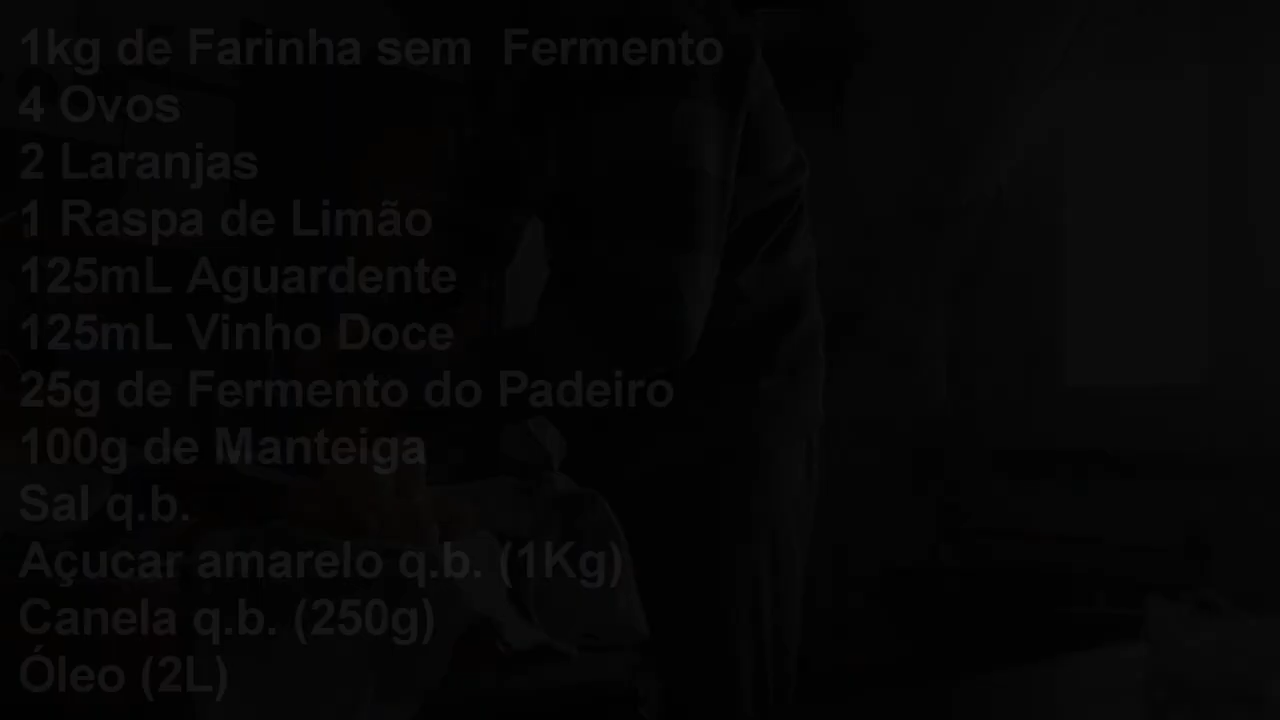 1kg de Farinha sem  Fermento
4 Ovos
2 Laranjas
1 Raspa de Limão
125mL Aguardente
125mL Vinho Doce
25g de Fermento do Padeiro
100g de Manteiga
Sal q.b.
Açucar amarelo q.b. (1Kg)
Canela q.b. (250g)
Óleo (2L)